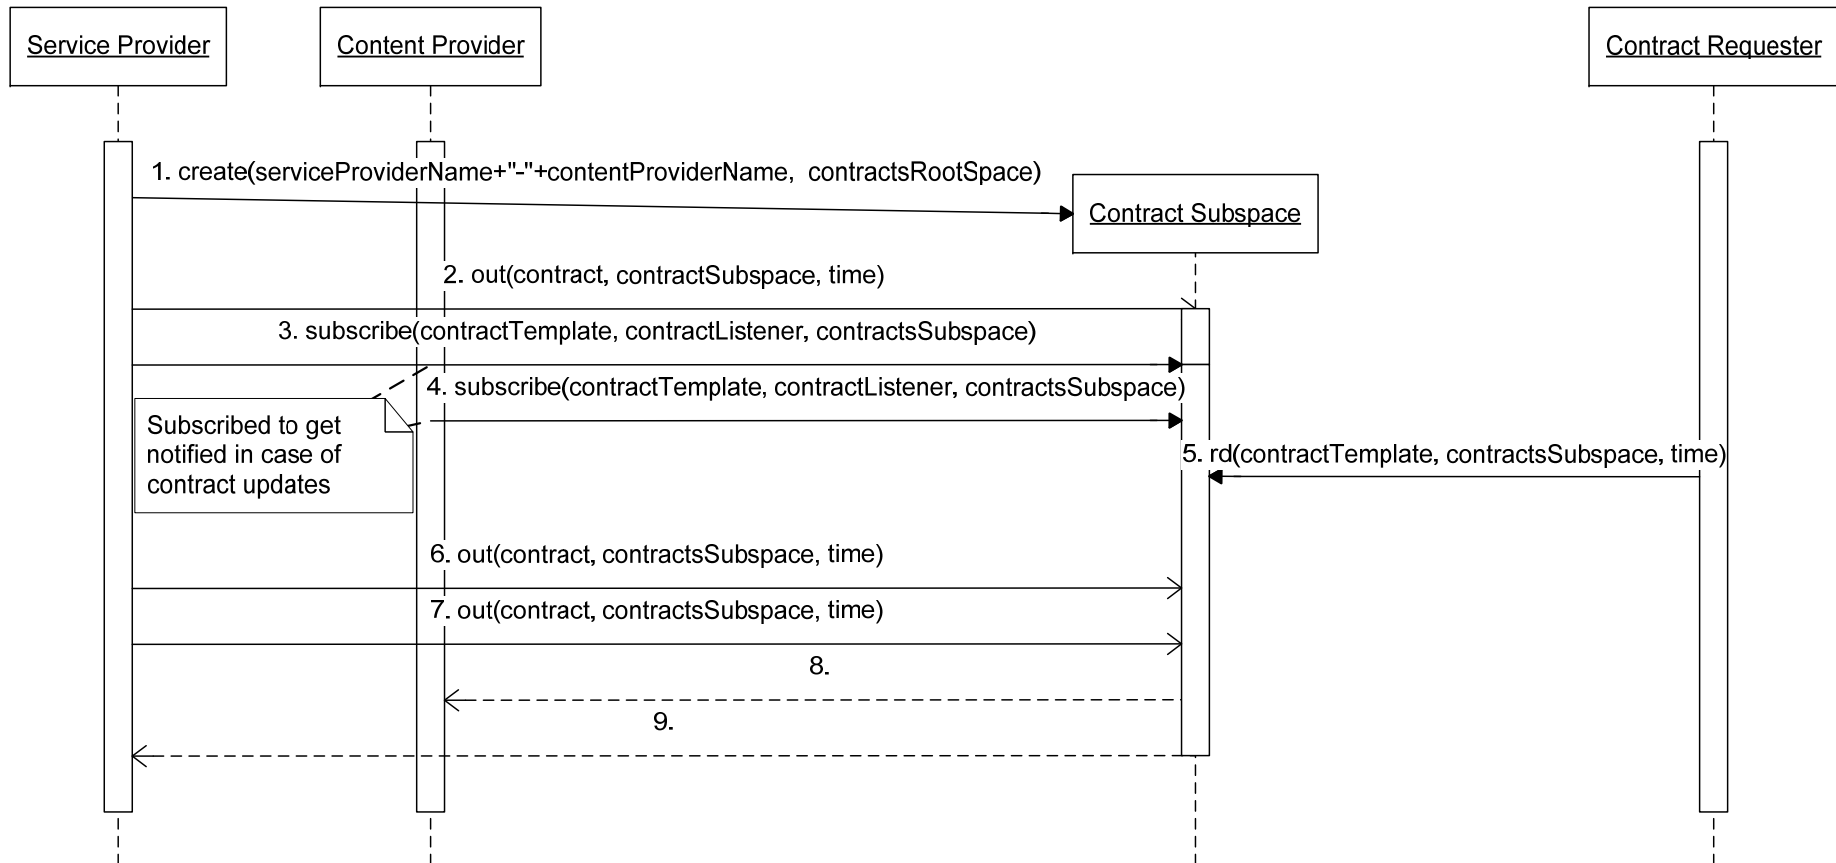 Service Provider
Content Provider
Contract Requester
1. create(serviceProviderName+"-"+contentProviderName, contractsRootSpace)
Contract Subspace
2. out(contract, contractSubspace, time)
3. subscribe(contractTemplate, contractListener, contractsSubspace)
4. subscribe(contractTemplate, contractListener, contractsSubspace)
Subscribed to get
notified in case of
contract updates
5. rd(contractTemplate, contractsSubspace, time)
6. out(contract, contractsSubspace, time)
7. out(contract, contractsSubspace, time)
8.
9.